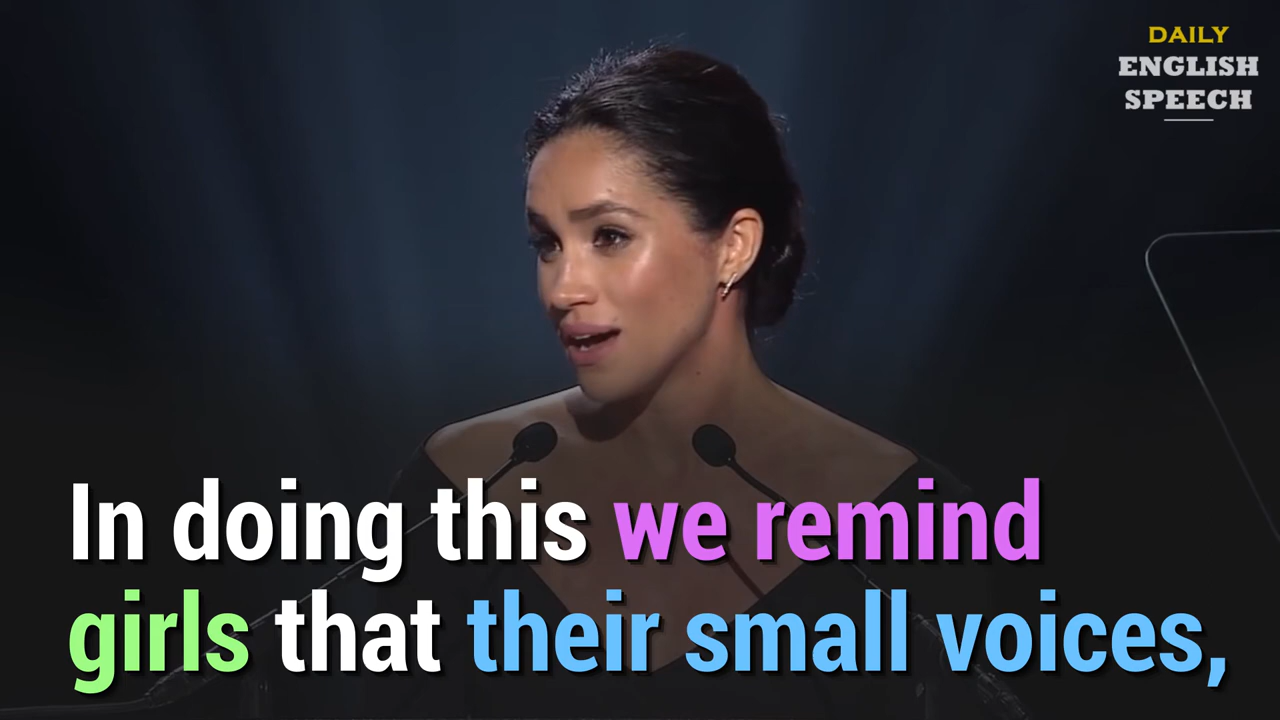 DAILY
ENGLISH
SPEECH
In doing this we remind
girls that their small voices,